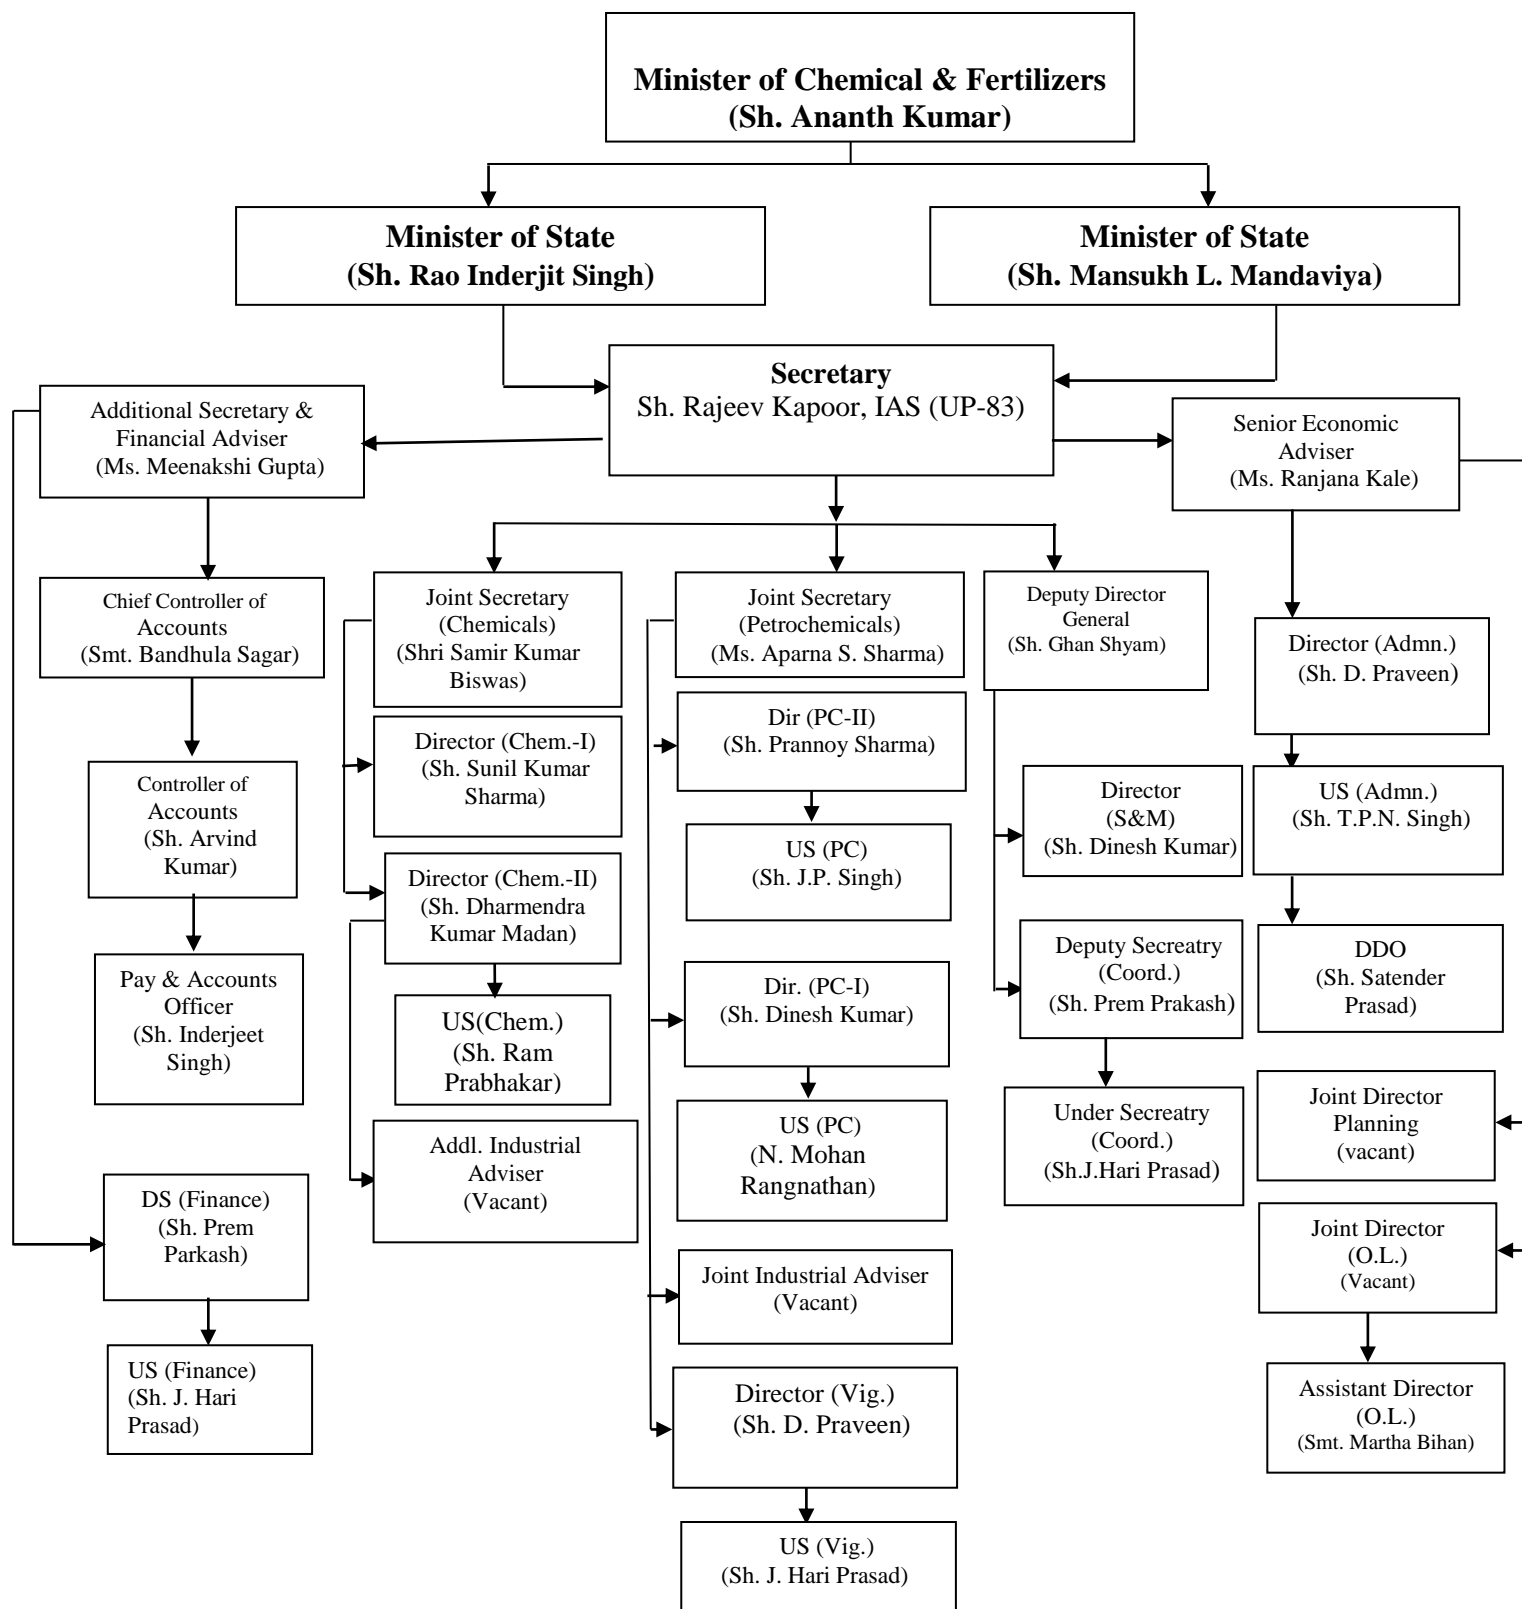 Minister of Chemical & Fertilizers
(Sh. Ananth Kumar)
Minister of State
(Sh. Rao Inderjit Singh)
Minister of State
(Sh. Mansukh L. Mandaviya)
Secretary
Sh. Rajeev Kapoor, IAS (UP-83)
Additional Secretary &
Financial Adviser
(Ms. Meenakshi Gupta)
Senior Economic
Adviser
(Ms. Ranjana Kale)
Chief Controller of
Accounts
(Smt. Bandhula Sagar)
Controller of
Accounts
(Sh. Arvind
Kumar)
Pay & Accounts
Officer
(Sh. Inderjeet
Singh)
DS (Finance)
(Sh. Prem
Parkash)
US (Finance)
(Sh. J. Hari
Prasad)
Joint Secretary
(Chemicals)
(Shri Samir Kumar
Biswas)
Director (Chem.-I)
(Sh. Sunil Kumar
Sharma)
Director (Chem.-II)
(Sh. Dharmendra
Kumar Madan)
US(Chem.)
(Sh. Ram
Prabhakar)
Addl. Industrial
Adviser
(Vacant)
Joint Secretary
(Petrochemicals)
(Ms. Aparna S. Sharma)
Dir (PC-II)
(Sh. Prannoy Sharma)
US (PC)
(Sh. J.P. Singh)
Dir. (PC-I)
(Sh. Dinesh Kumar)
US (PC)
(N. Mohan
Rangnathan)
Joint Industrial Adviser
(Vacant)
Director (Vig.)
(Sh. D. Praveen)
US (Vig.)
(Sh. J. Hari Prasad)
Deputy Director
General
(Sh. Ghan Shyam)
Director
(S&M)
(Sh. Dinesh Kumar)
Deputy Secreatry
(Coord.)
(Sh. Prem Prakash)
Under Secreatry
(Coord.)
(Sh.J.Hari Prasad)
Director (Admn.)
(Sh. D. Praveen)
US (Admn.)
(Sh. T.P.N. Singh)
DDO
(Sh. Satender
Prasad)
Joint Director
Planning
(vacant)
Joint Director
(O.L.)
(Vacant)
Assistant Director
(O.L.)
(Smt. Martha Bihan)